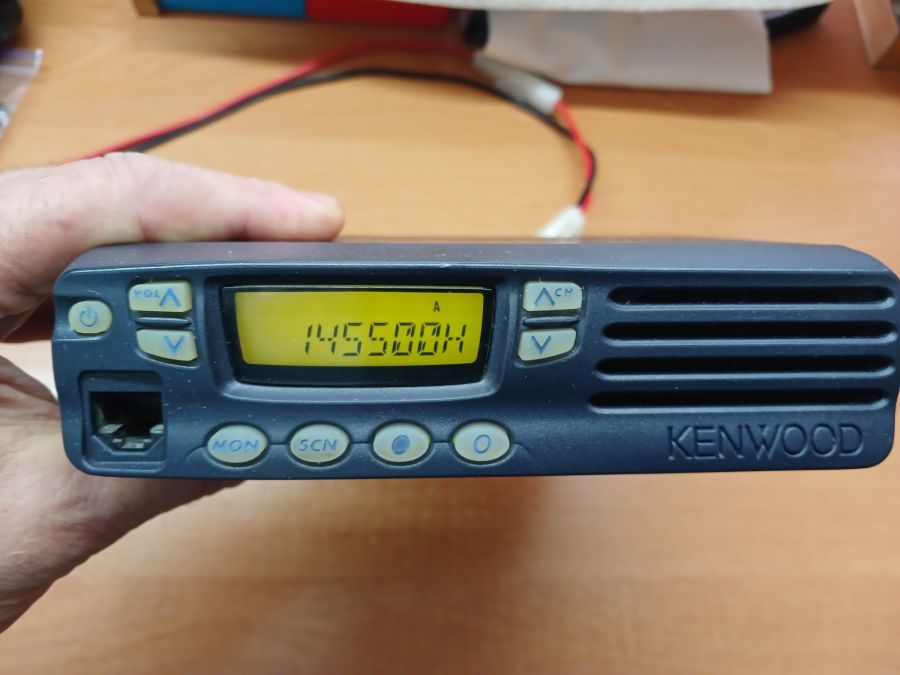 VOL
CH
A
145500H
MON
SCN
KENWOOD